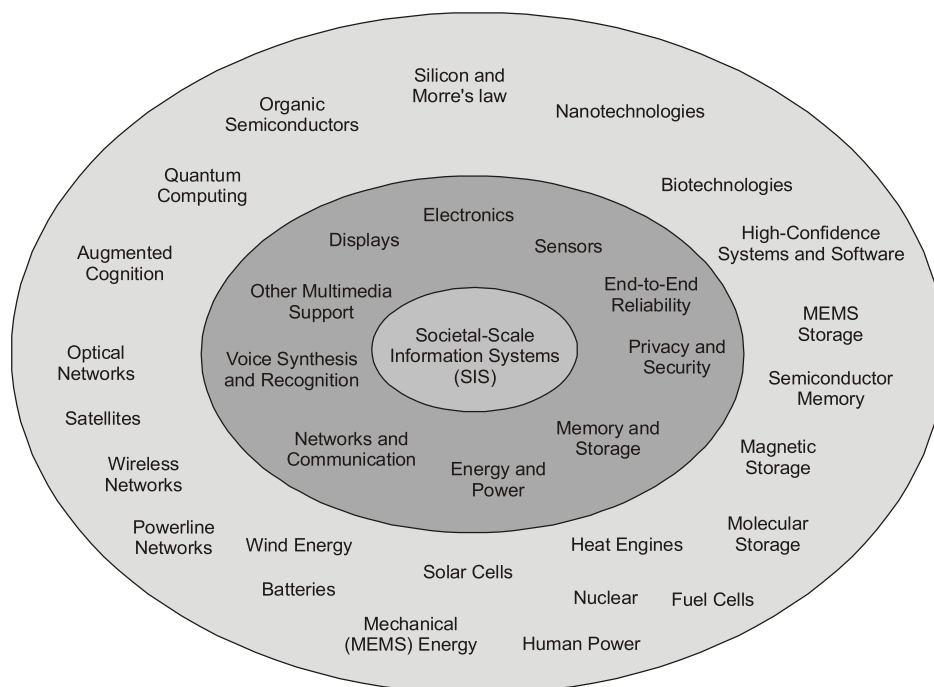 Silicon and
Morre's law
Organic
Semiconductors
Nanotechnologies
Quantum
Computing
Biotechnologies
Augmented
Cognition
High-Confidence
Systems and Software
Electronics
Displays
Sensors
Other Multimedia
Support
End-to-End
Reliability
MEMS
Storage
Societal-Scale
Information Systems
(SIS)
Optical
Networks
Voice Synthesis
and Recognition
Privacy and
Security
Semiconductor
Memory
Satellites
Networks and
Communication
Memory and
Storage
Magnetic
Storage
Wireless
Networks
Energy and
Power
Powerline
Networks
Wind Energy
Heat Engines
Molecular
Storage
Solar Cells
Batteries
Nuclear
Fuel Cells
Mechanical
(MEMS) Energy
Human Power